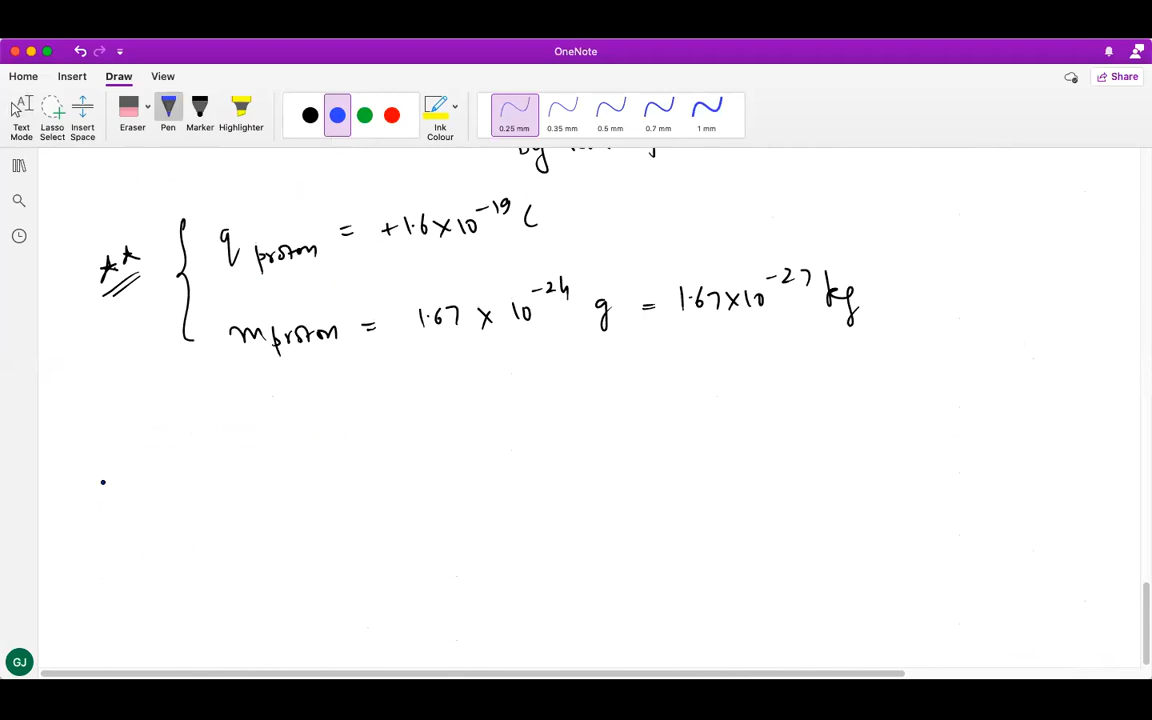 OneNote
Home Insert Draw View
Share
Text Mode
Lasso Select
Insert Space
Eraser
Pen
Marker
Highlighter
Ink Colour
0.25 mm
0.35 mm
0.5 mm
0.7 mm
1 mm
by
q proton = +1.6×10⁻¹⁹ C
m proton = 1.67 × 10⁻²⁴ g = 1.67×10⁻²⁷ kg
GJ